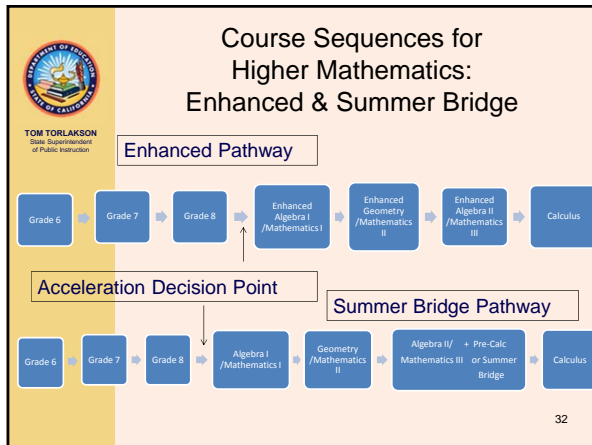 Course Sequences for
Higher Mathematics:
Enhanced & Summer Bridge
DEPARTMENT OF EDUCATION
STATE OF CALIFORNIA
TOM TORLAKSON
State Superintendent
of Public Instruction
Enhanced Pathway
Grade 6
Grade 7
Grade 8
Enhanced
Algebra I
/Mathematics I
Enhanced
Geometry
/Mathematics
II
Enhanced
Algebra II
/Mathematics
III
Calculus
Acceleration Decision Point
Summer Bridge Pathway
Grade 6
Grade 7
Grade 8
Algebra I
/Mathematics I
Geometry
/Mathematics
II
Algebra II/ + Pre-Calc
Mathematics III or Summer
Bridge
Calculus
32